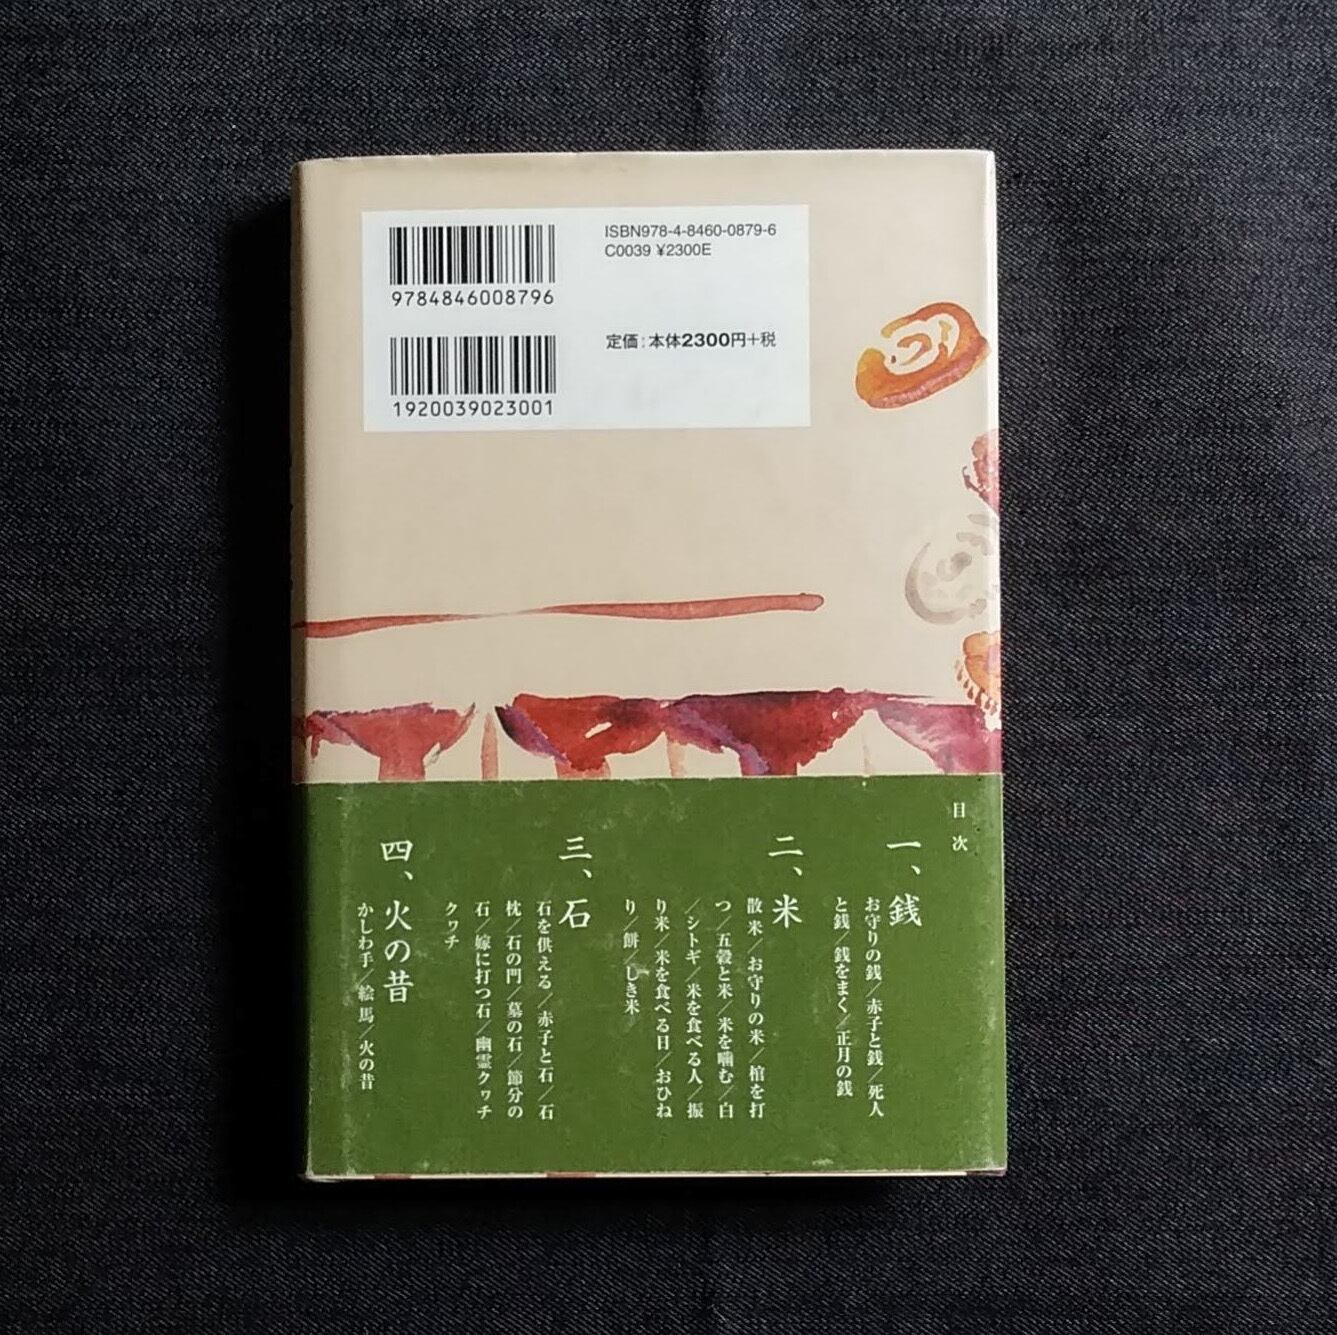 ISBN978-4-8460-0879-6
C0039 ¥2300E
9784846008796
定価:本体2300円+税
1920039023001
目次
一、銭
お守りの銭/赤子と銭/死人
と銭/銭をまく/正月の銭
二、米
散米/お守りの米/棺を打
つ/五穀と米/米を噛む/白
/シトギ/米を食べる人/振
り米/米を食べる日/おひね
り/餅/しき米
三、石
石を供える/赤子と石/石
枕/石の門/墓の石/節分の
石/嫁に打つ石/幽霊クヮチ
クヮチ
四、火の昔
かしわ手/絵馬/火の昔